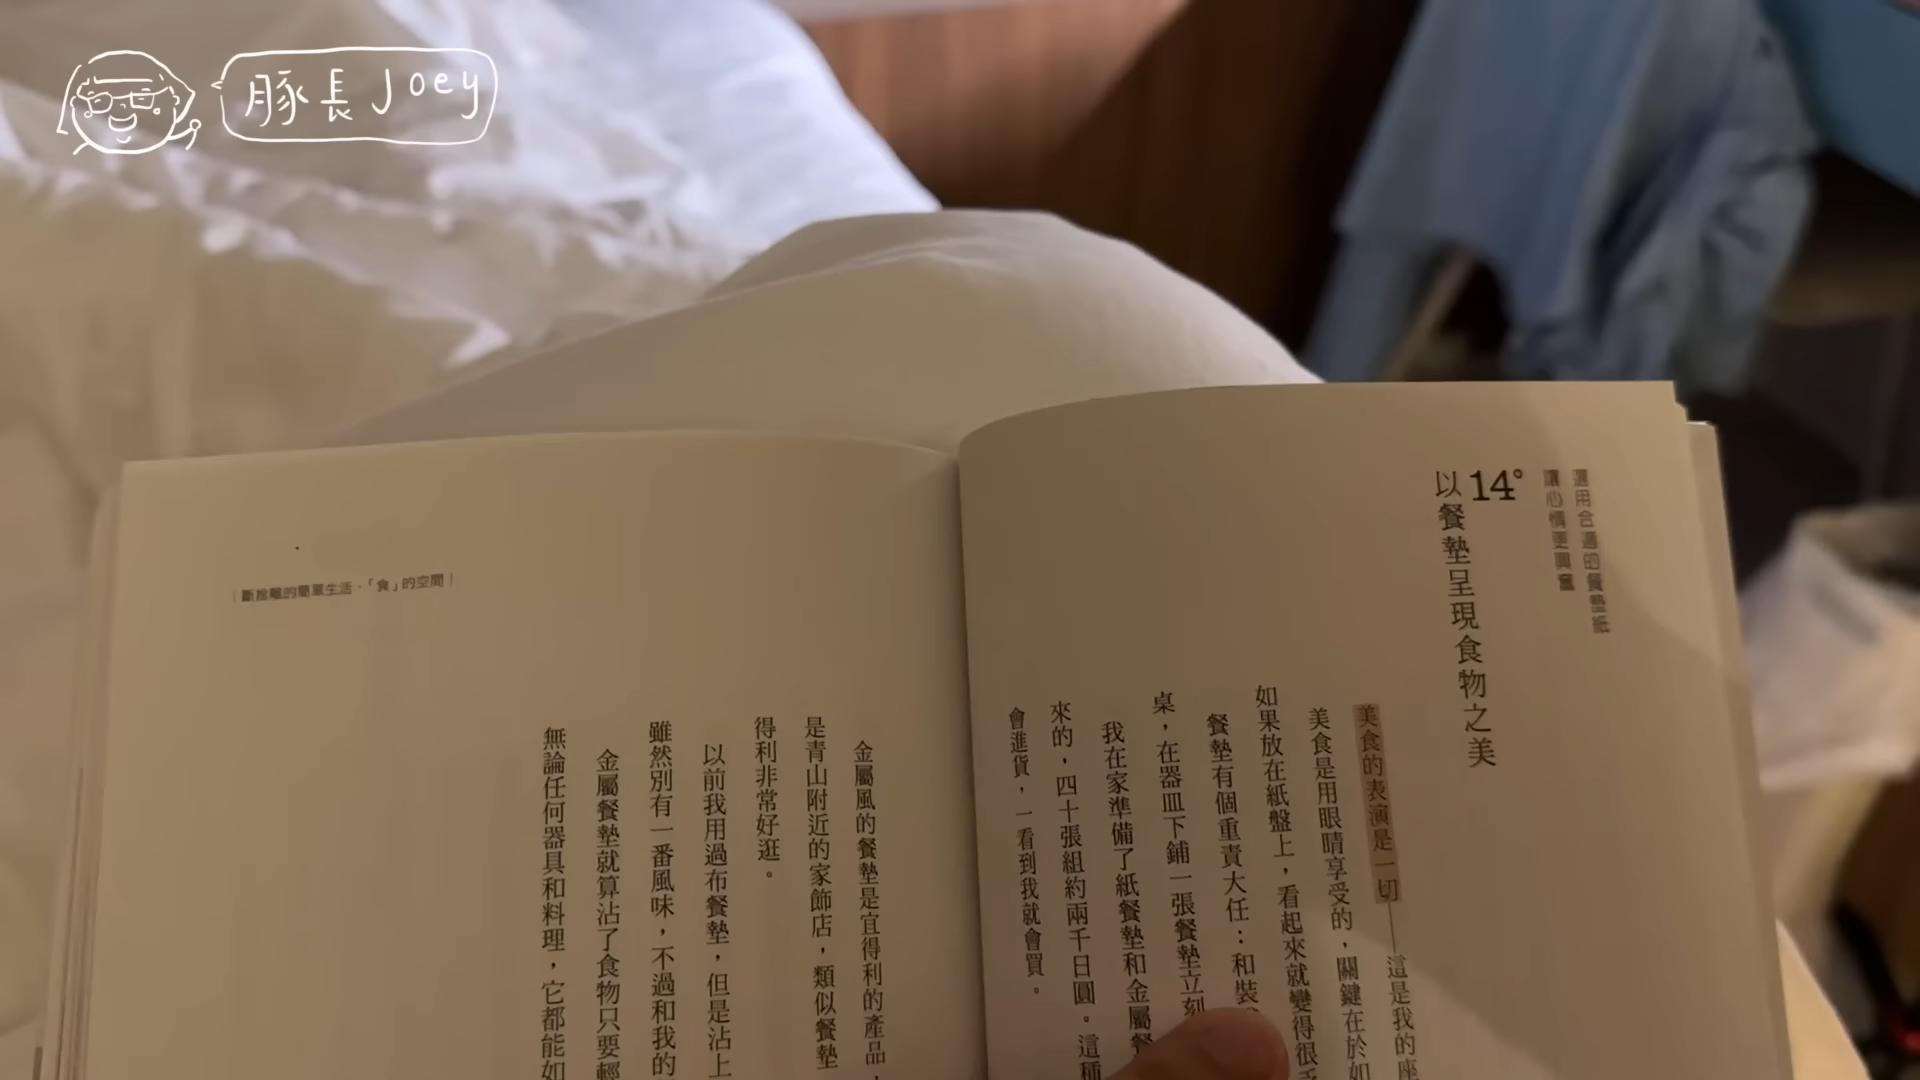 豚長Joey
選用合適的餐墊紙
讓心情更興奮
14°
以餐墊呈現食物之美
美食的表演是一切——這是我的座
美食是用眼睛享受的，關鍵在於如
如果放在紙盤上，看起來就變得很
餐墊有個重責大任：和裝
桌，在器皿下鋪一張餐墊立刻
我在家準備了紙餐墊和金屬餐
來的，四十張組約兩千日圓。這種
會進貨，一看到我就會買。
斷捨離的簡單生活．「食」的空間
金屬風的餐墊是宜得利的產品，
是青山附近的家飾店，類似餐墊
得利非常好逛。
以前我用過布餐墊，但是沾上
雖然別有一番風味，不過和我的
金屬餐墊就算沾了食物只要輕
無論任何器具和料理，它都能如